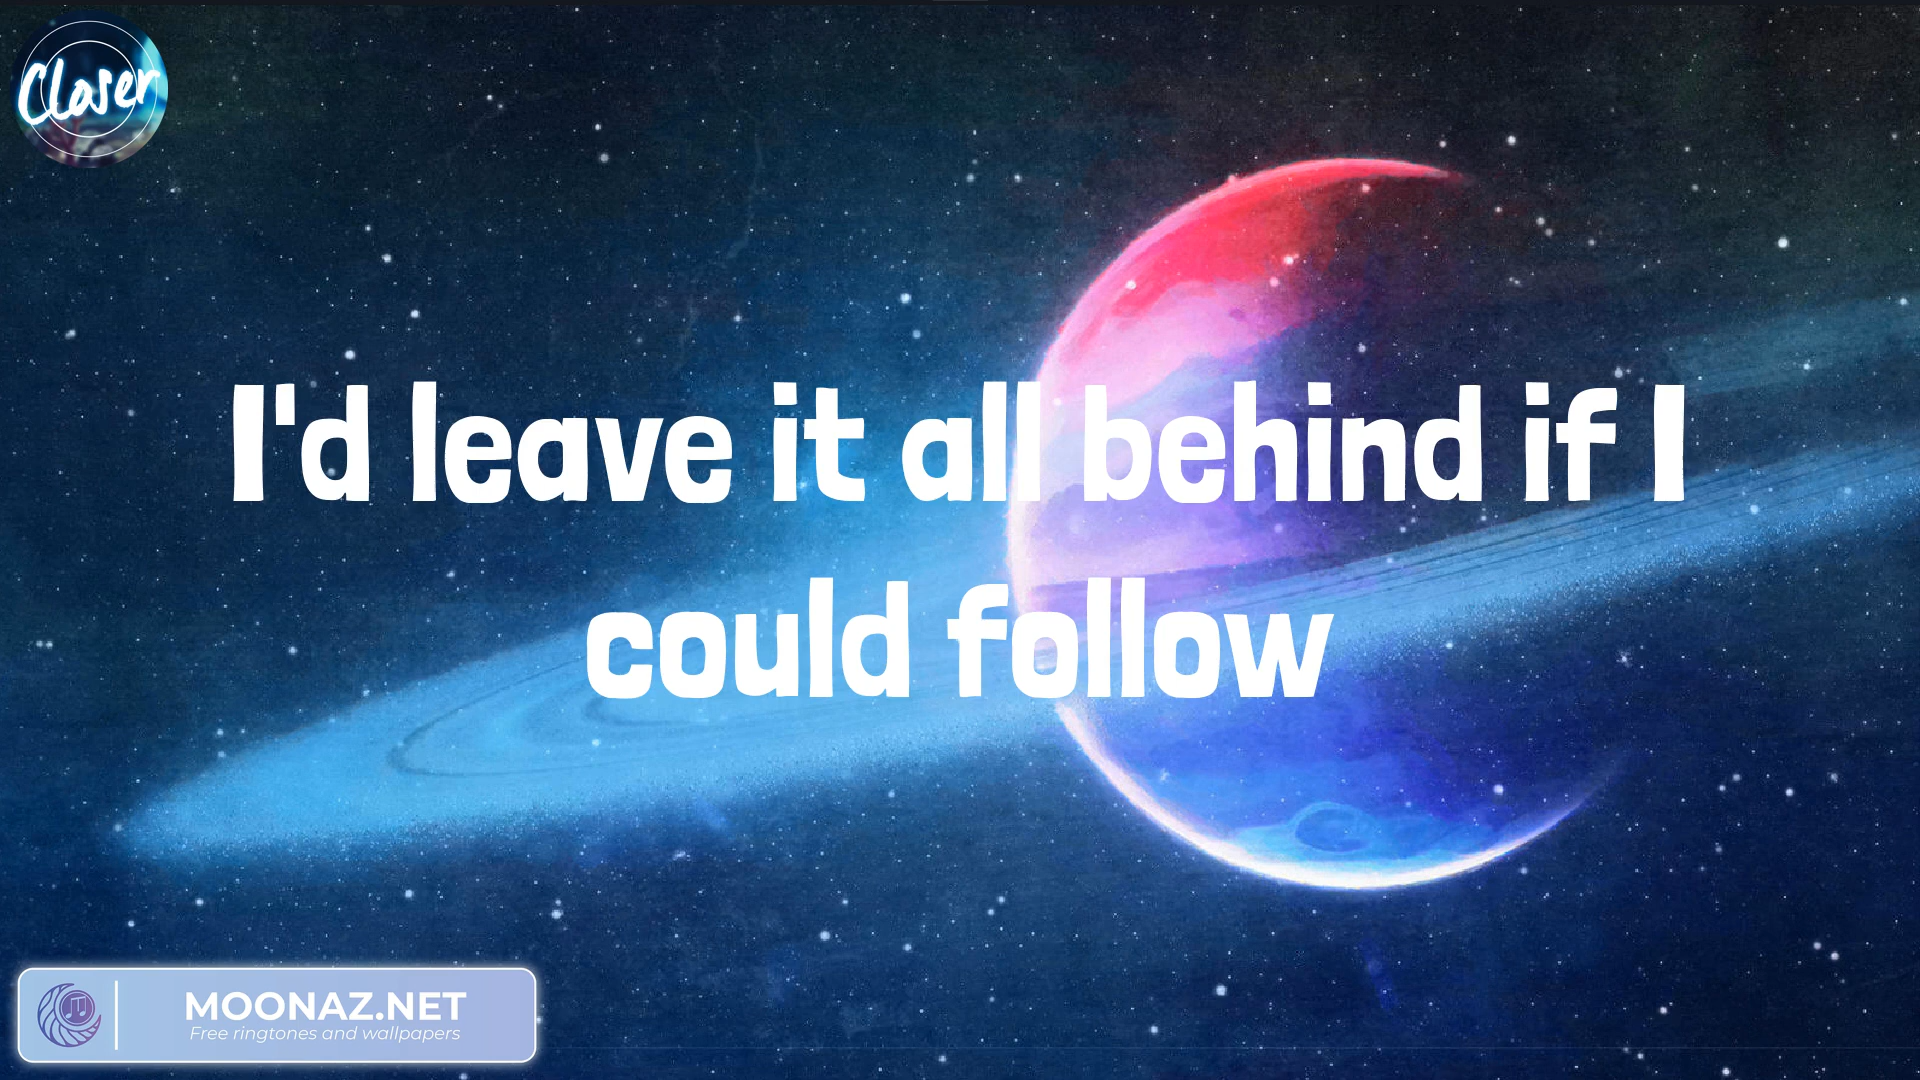 Closer
I'd leave it all behind if I
could follow
MOONAZ.NET
Free ringtones and wallpapers